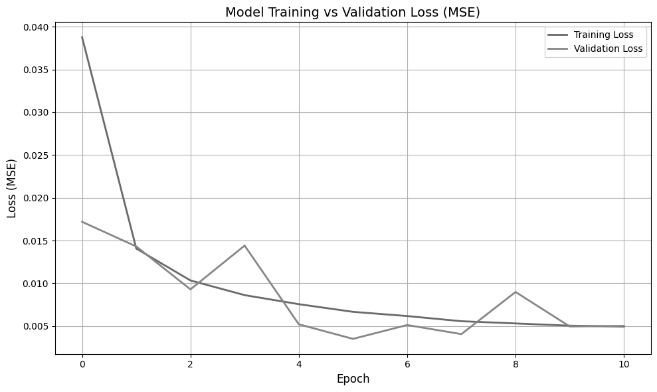 Model Training vs Validation Loss (MSE)
Training Loss
Validation Loss
Loss (MSE)
0.040
0.035
0.030
0.025
0.020
0.015
0.010
0.005
0 2 4 6 8 10
Epoch